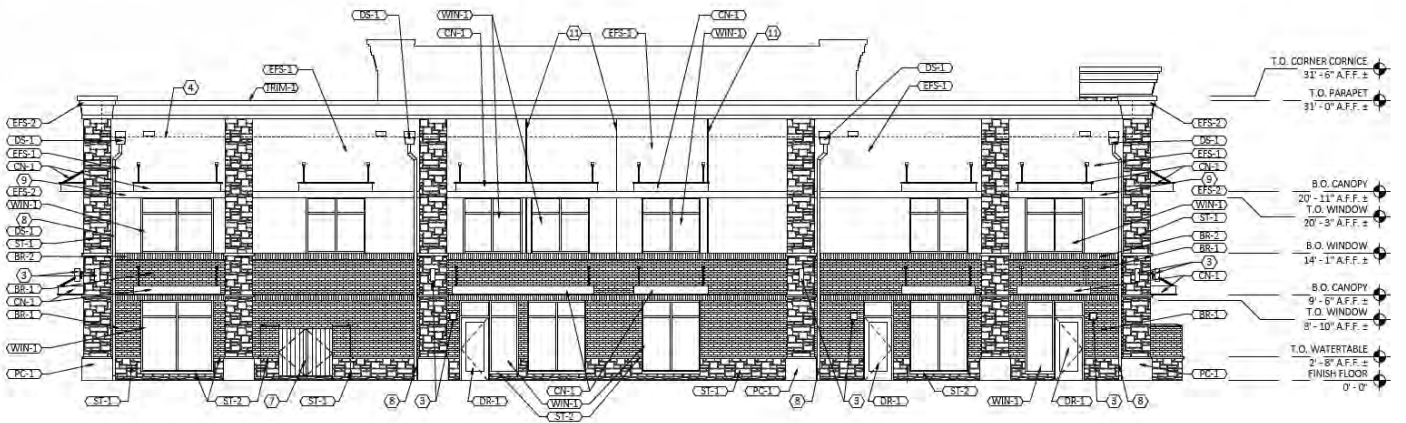 DS-1
WIN-1
CN-1
CN-1
11
EFS-1
CN-1
WIN-1
11
EFS-1
TRIM-1
4
DS-1
EFS-1
EFS-2
DS-1
EFS-1
CN-1
9
EFS-2
WIN-1
8
DS-1
ST-1
BR-2
3
BR-1
CN-1
BR-1
WIN-1
PC-1
EFS-2
DS-1
EFS-1
CN-1
9
EFS-2
WIN-1
ST-1
BR-2
BR-1
3
CN-1
BR-1
PC-1
T.O. CORNER CORNICE
31' - 6" A.F.F. ±
T.O. PARAPET
31' - 0" A.F.F. ±
B.O. CANOPY
20' - 11" A.F.F. ±
T.O. WINDOW
20' - 3" A.F.F. ±
B.O. WINDOW
14' - 1" A.F.F. ±
B.O. CANOPY
9' - 6" A.F.F. ±
T.O. WINDOW
8' - 10" A.F.F. ±
T.O. WATERTABLE
2' - 8" A.F.F. ±
FINISH FLOOR
0' - 0"
ST-1
ST-2
7
ST-1
3
DR-1
CN-1
WIN-1
ST-2
ST-1
PC-1
8
3
DR-1
ST-2
WIN-1
DR-1
3
8